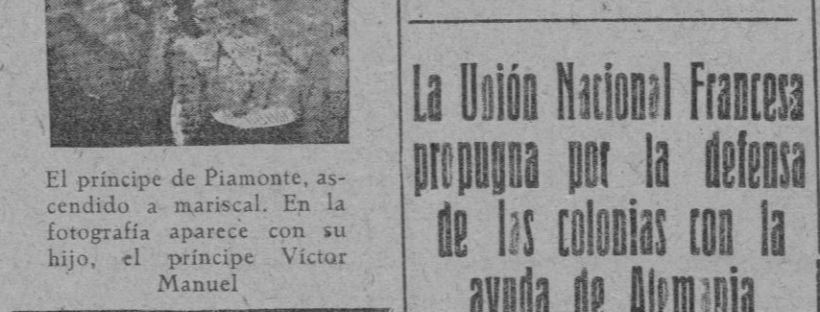 El príncipe de Piamonte, as-
cendido a mariscal. En la
fotografía aparece con su
hijo, el príncipe Víctor
Manuel
La Unión Nacional Francesa
propugna por la defensa
de las colonias con la
ayuda de Alemania